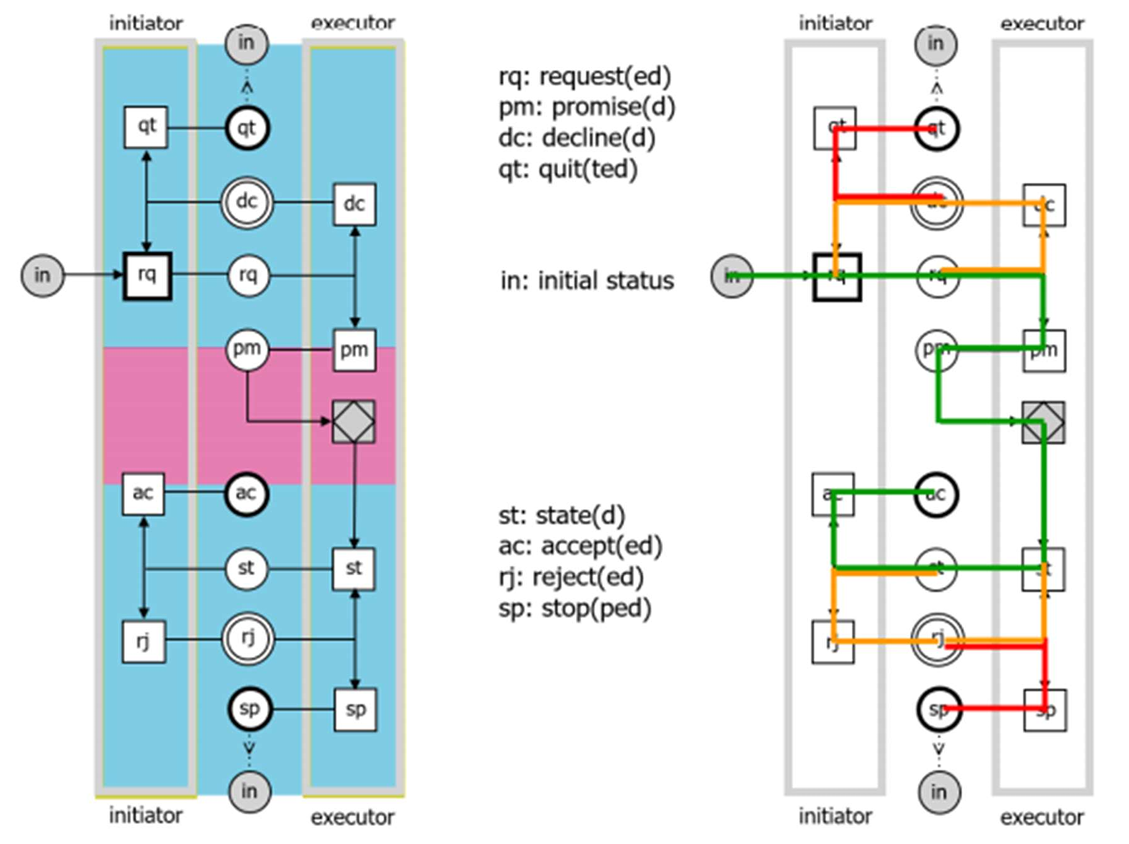 initiator
executor
in
qt
qt
dc
dc
in
rq
rq
pm
pm
ac
ac
st
st
rj
rj
sp
sp
in
initiator
executor
rq: request(ed)
pm: promise(d)
dc: decline(d)
qt: quit(ted)
in: initial status
st: state(d)
ac: accept(ed)
rj: reject(ed)
sp: stop(ped)
initiator
executor
in
qt
qt
dc
dc
in
rq
rq
pm
pm
ac
ac
st
st
rj
rj
sp
sp
in
initiator
executor